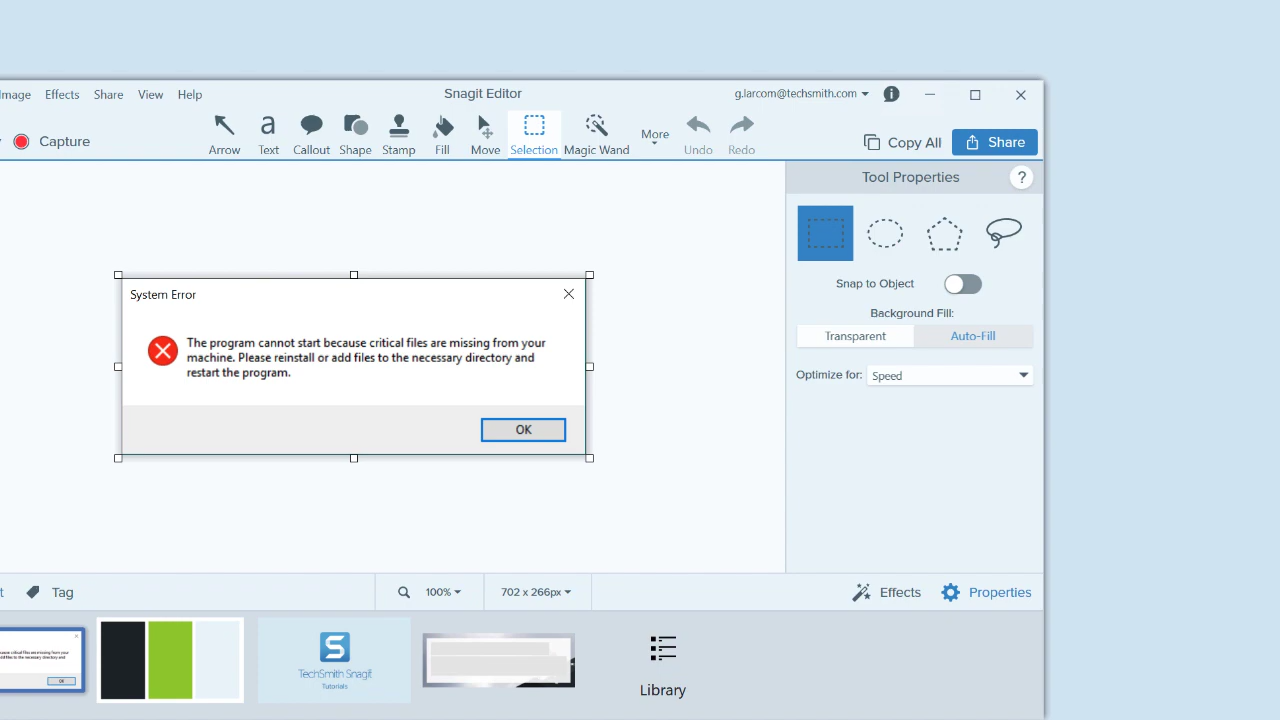 Snagit Editor
g.larcom@techsmith.com
Image Effects Share View Help
Capture
Arrow Text Callout Shape Stamp Fill Move Selection Magic Wand More Undo Redo
Copy All Share
Tool Properties ?
Snap to Object
Background Fill:
Transparent Auto-Fill
Optimize for: Speed
System Error
The program cannot start because critical files are missing from your
machine. Please reinstall or add files to the necessary directory and
restart the program.
OK
Tag 100% 702 x 266px Effects Properties
OK
S
TechSmith Snagit
Tutorials
Library